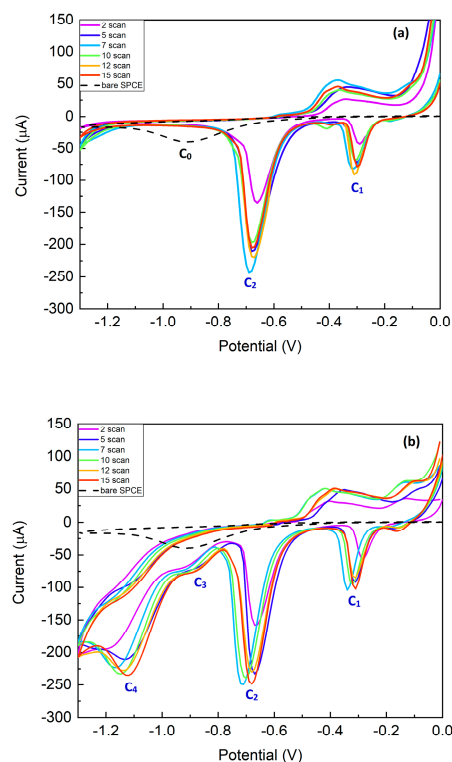 (a)
2 scan
5 scan
7 scan
10 scan
12 scan
15 scan
bare SPCE
150
100
50
0
-50
-100
-150
-200
-250
-300
Current (µA)
C0
C1
C2
-1.2 -1.0 -0.8 -0.6 -0.4 -0.2 0.0
Potential (V)
(b)
2 scan
5 scan
7 scan
10 scan
12 scan
15 scan
bare SPCE
150
100
50
0
-50
-100
-150
-200
-250
-300
Current (µA)
C3
C1
C4
C2
-1.2 -1.0 -0.8 -0.6 -0.4 -0.2 0.0
Potential (V)